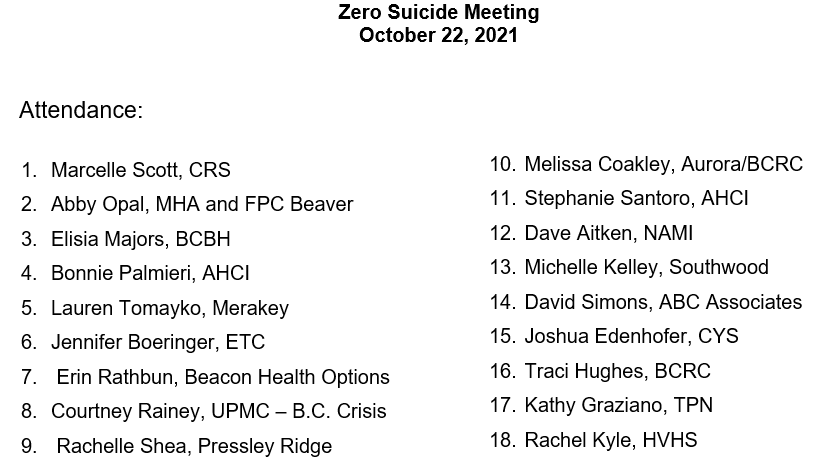 Zero Suicide Meeting
October 22, 2021
Attendance:
1. Marcelle Scott, CRS
2. Abby Opal, MHA and FPC Beaver
3. Elisia Majors, BCBH
4. Bonnie Palmieri, AHCI
5. Lauren Tomayko, Merakey
6. Jennifer Boeringer, ETC
7. Erin Rathbun, Beacon Health Options
8. Courtney Rainey, UPMC – B.C. Crisis
9. Rachelle Shea, Pressley Ridge
10. Melissa Coakley, Aurora/BCRC
11. Stephanie Santoro, AHCI
12. Dave Aitken, NAMI
13. Michelle Kelley, Southwood
14. David Simons, ABC Associates
15. Joshua Edenhofer, CYS
16. Traci Hughes, BCRC
17. Kathy Graziano, TPN
18. Rachel Kyle, HVHS